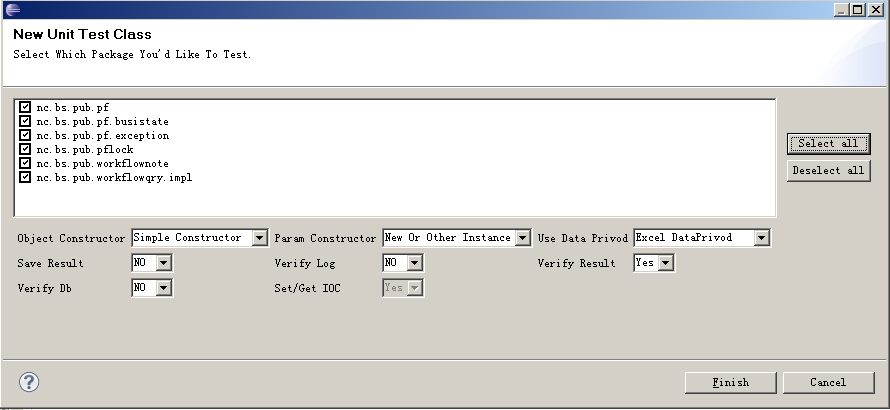 New Unit Test Class
Select Which Package You'd Like To Test.
nc.bs.pub.pf
nc.bs.pub.pf.busistate
nc.bs.pub.pf.exception
nc.bs.pub.pflock
nc.bs.pub.workflownote
nc.bs.pub.workflowqry.impl
Select all
Deselect all
Object Constructor Simple Constructor Param Constructor New Or Other Instance Use Data Privod Excel DataPrivod
Save Result NO Verify Log NO Verify Result Yes
Verify Db NO Set/Get IOC Yes
? Finish Cancel